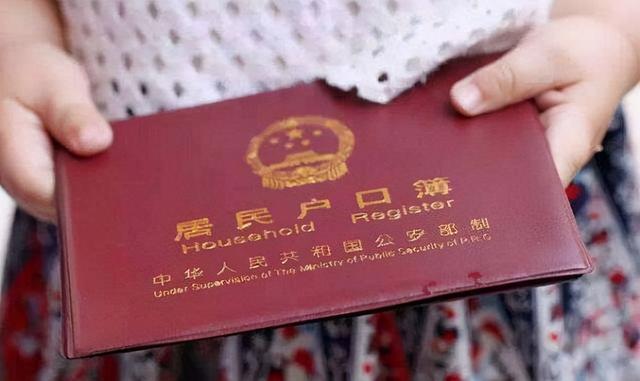 居民户口簿
Household Register
中华人民共和国公安部制
Under Supervision of The Ministry of Public Security of P.R.C